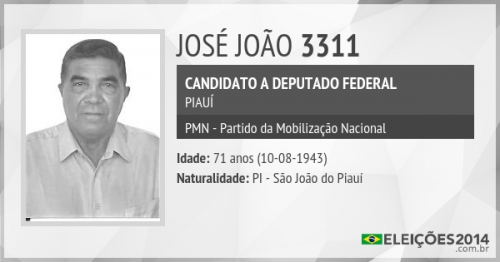 JOSÉ JOÃO 3311
CANDIDATO A DEPUTADO FEDERAL
PIAUÍ
PMN - Partido da Mobilização Nacional
Idade: 71 anos (10-08-1943)
Naturalidade: PI - São João do Piauí
ELEIÇÕES2014
.com.br